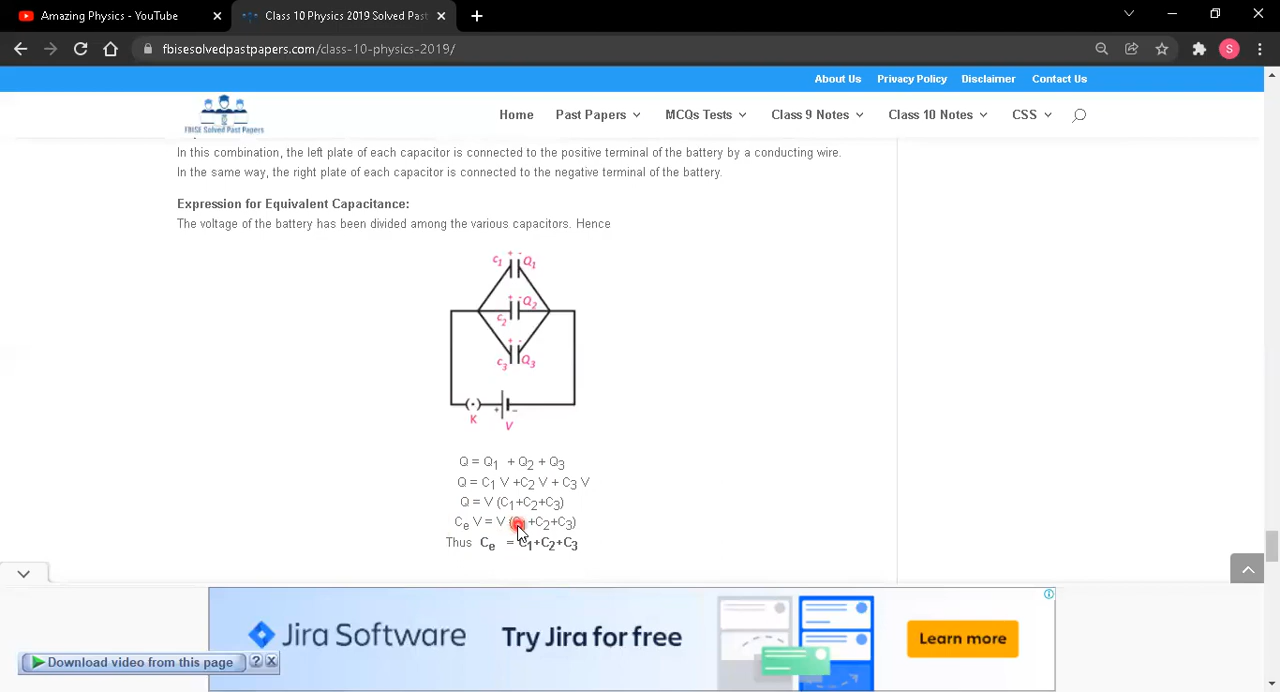 Amazing Physics - YouTube
Class 10 Physics 2019 Solved Past
fbisesolvedpastpapers.com/class-10-physics-2019/
S
About Us Privacy Policy Disclaimer Contact Us
FBISE Solved Past Papers
Home Past Papers MCQs Tests Class 9 Notes Class 10 Notes CSS
In this combination, the left plate of each capacitor is connected to the positive terminal of the battery by a conducting wire.
In the same way, the right plate of each capacitor is connected to the negative terminal of the battery.
Expression for Equivalent Capacitance:
The voltage of the battery has been divided among the various capacitors. Hence
+ -
C₁ Q₁
+ - Q₂
C₂
+ -
C₃ Q₃
+ -
K V
Q = Q₁ + Q₂ + Q₃
Q = C₁ V +C₂ V + C₃ V
Q = V (C₁+C₂+C₃)
Cₑ V = V (C₁+C₂+C₃)
Thus Cₑ = C₁+C₂+C₃
Jira Software Try Jira for free Learn more
Download video from this page ? X